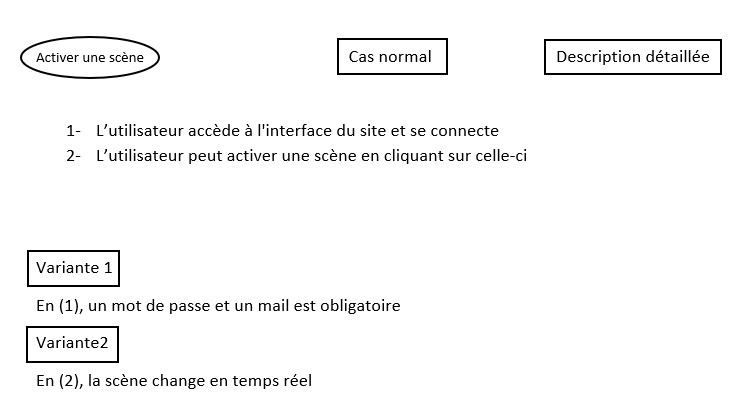 Activer une scène
Cas normal
Description détaillée
1- L’utilisateur accède à l'interface du site et se connecte
2- L’utilisateur peut activer une scène en cliquant sur celle-ci
Variante 1
En (1), un mot de passe et un mail est obligatoire
Variante2
En (2), la scène change en temps réel